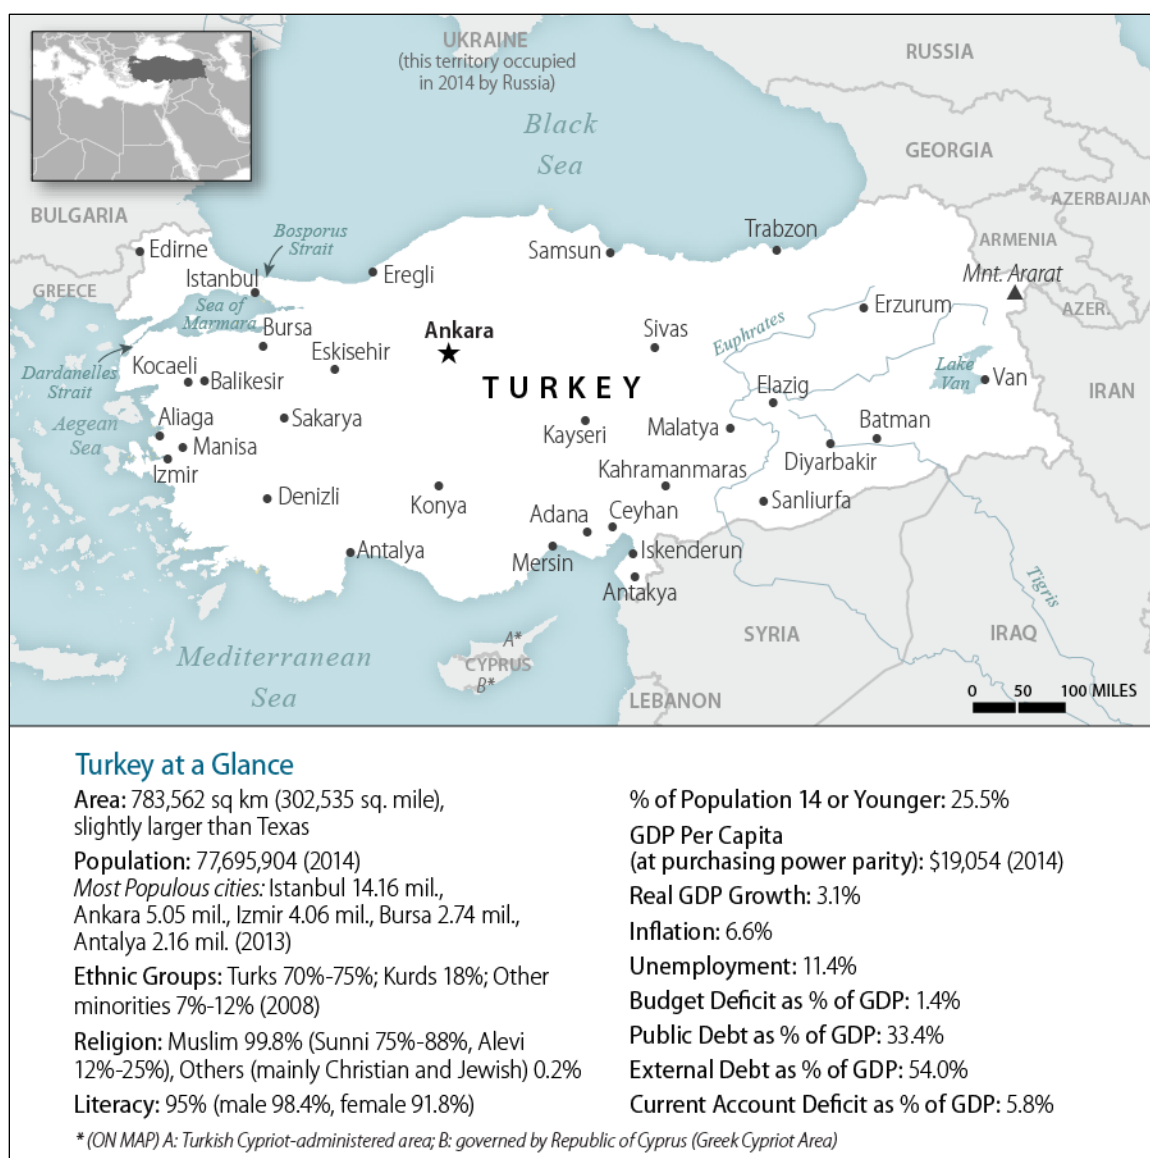 UKRAINE
(this territory occupied
in 2014 by Russia)
RUSSIA
Black
Sea
GEORGIA
AZERBAIJAN
BULGARIA
Bosporus
Strait
Edirne
Samsun
Trabzon
ARMENIA
Mnt. Ararat
Istanbul
Eregli
GREECE
Sea of
Marmara
Erzurum
AZER.
Bursa
Ankara
Sivas
Euphrates
Eskisehir
Dardanelles
Strait
Kocaeli
Balikesir
TURKEY
Elazig
Lake
Van
Van
IRAN
Aegean
Sea
Aliaga
Sakarya
Kayseri
Malatya
Batman
Manisa
Izmir
Diyarbakir
Kahramanmaras
Denizli
Konya
Sanliurfa
Adana
Ceyhan
Antalya
Mersin
Iskenderun
Antakya
Tigris
SYRIA
IRAQ
Mediterranean
Sea
A*
CYPRUS
B*
LEBANON
0 50 100 MILES
Turkey at a Glance
Area: 783,562 sq km (302,535 sq. mile),
slightly larger than Texas
Population: 77,695,904 (2014)
Most Populous cities: Istanbul 14.16 mil.,
Ankara 5.05 mil., Izmir 4.06 mil., Bursa 2.74 mil.,
Antalya 2.16 mil. (2013)
Ethnic Groups: Turks 70%-75%; Kurds 18%; Other
minorities 7%-12% (2008)
Religion: Muslim 99.8% (Sunni 75%-88%, Alevi
12%-25%), Others (mainly Christian and Jewish) 0.2%
Literacy: 95% (male 98.4%, female 91.8%)
% of Population 14 or Younger: 25.5%
GDP Per Capita
(at purchasing power parity): $19,054 (2014)
Real GDP Growth: 3.1%
Inflation: 6.6%
Unemployment: 11.4%
Budget Deficit as % of GDP: 1.4%
Public Debt as % of GDP: 33.4%
External Debt as % of GDP: 54.0%
Current Account Deficit as % of GDP: 5.8%
* (ON MAP) A: Turkish Cypriot-administered area; B: governed by Republic of Cyprus (Greek Cypriot Area)